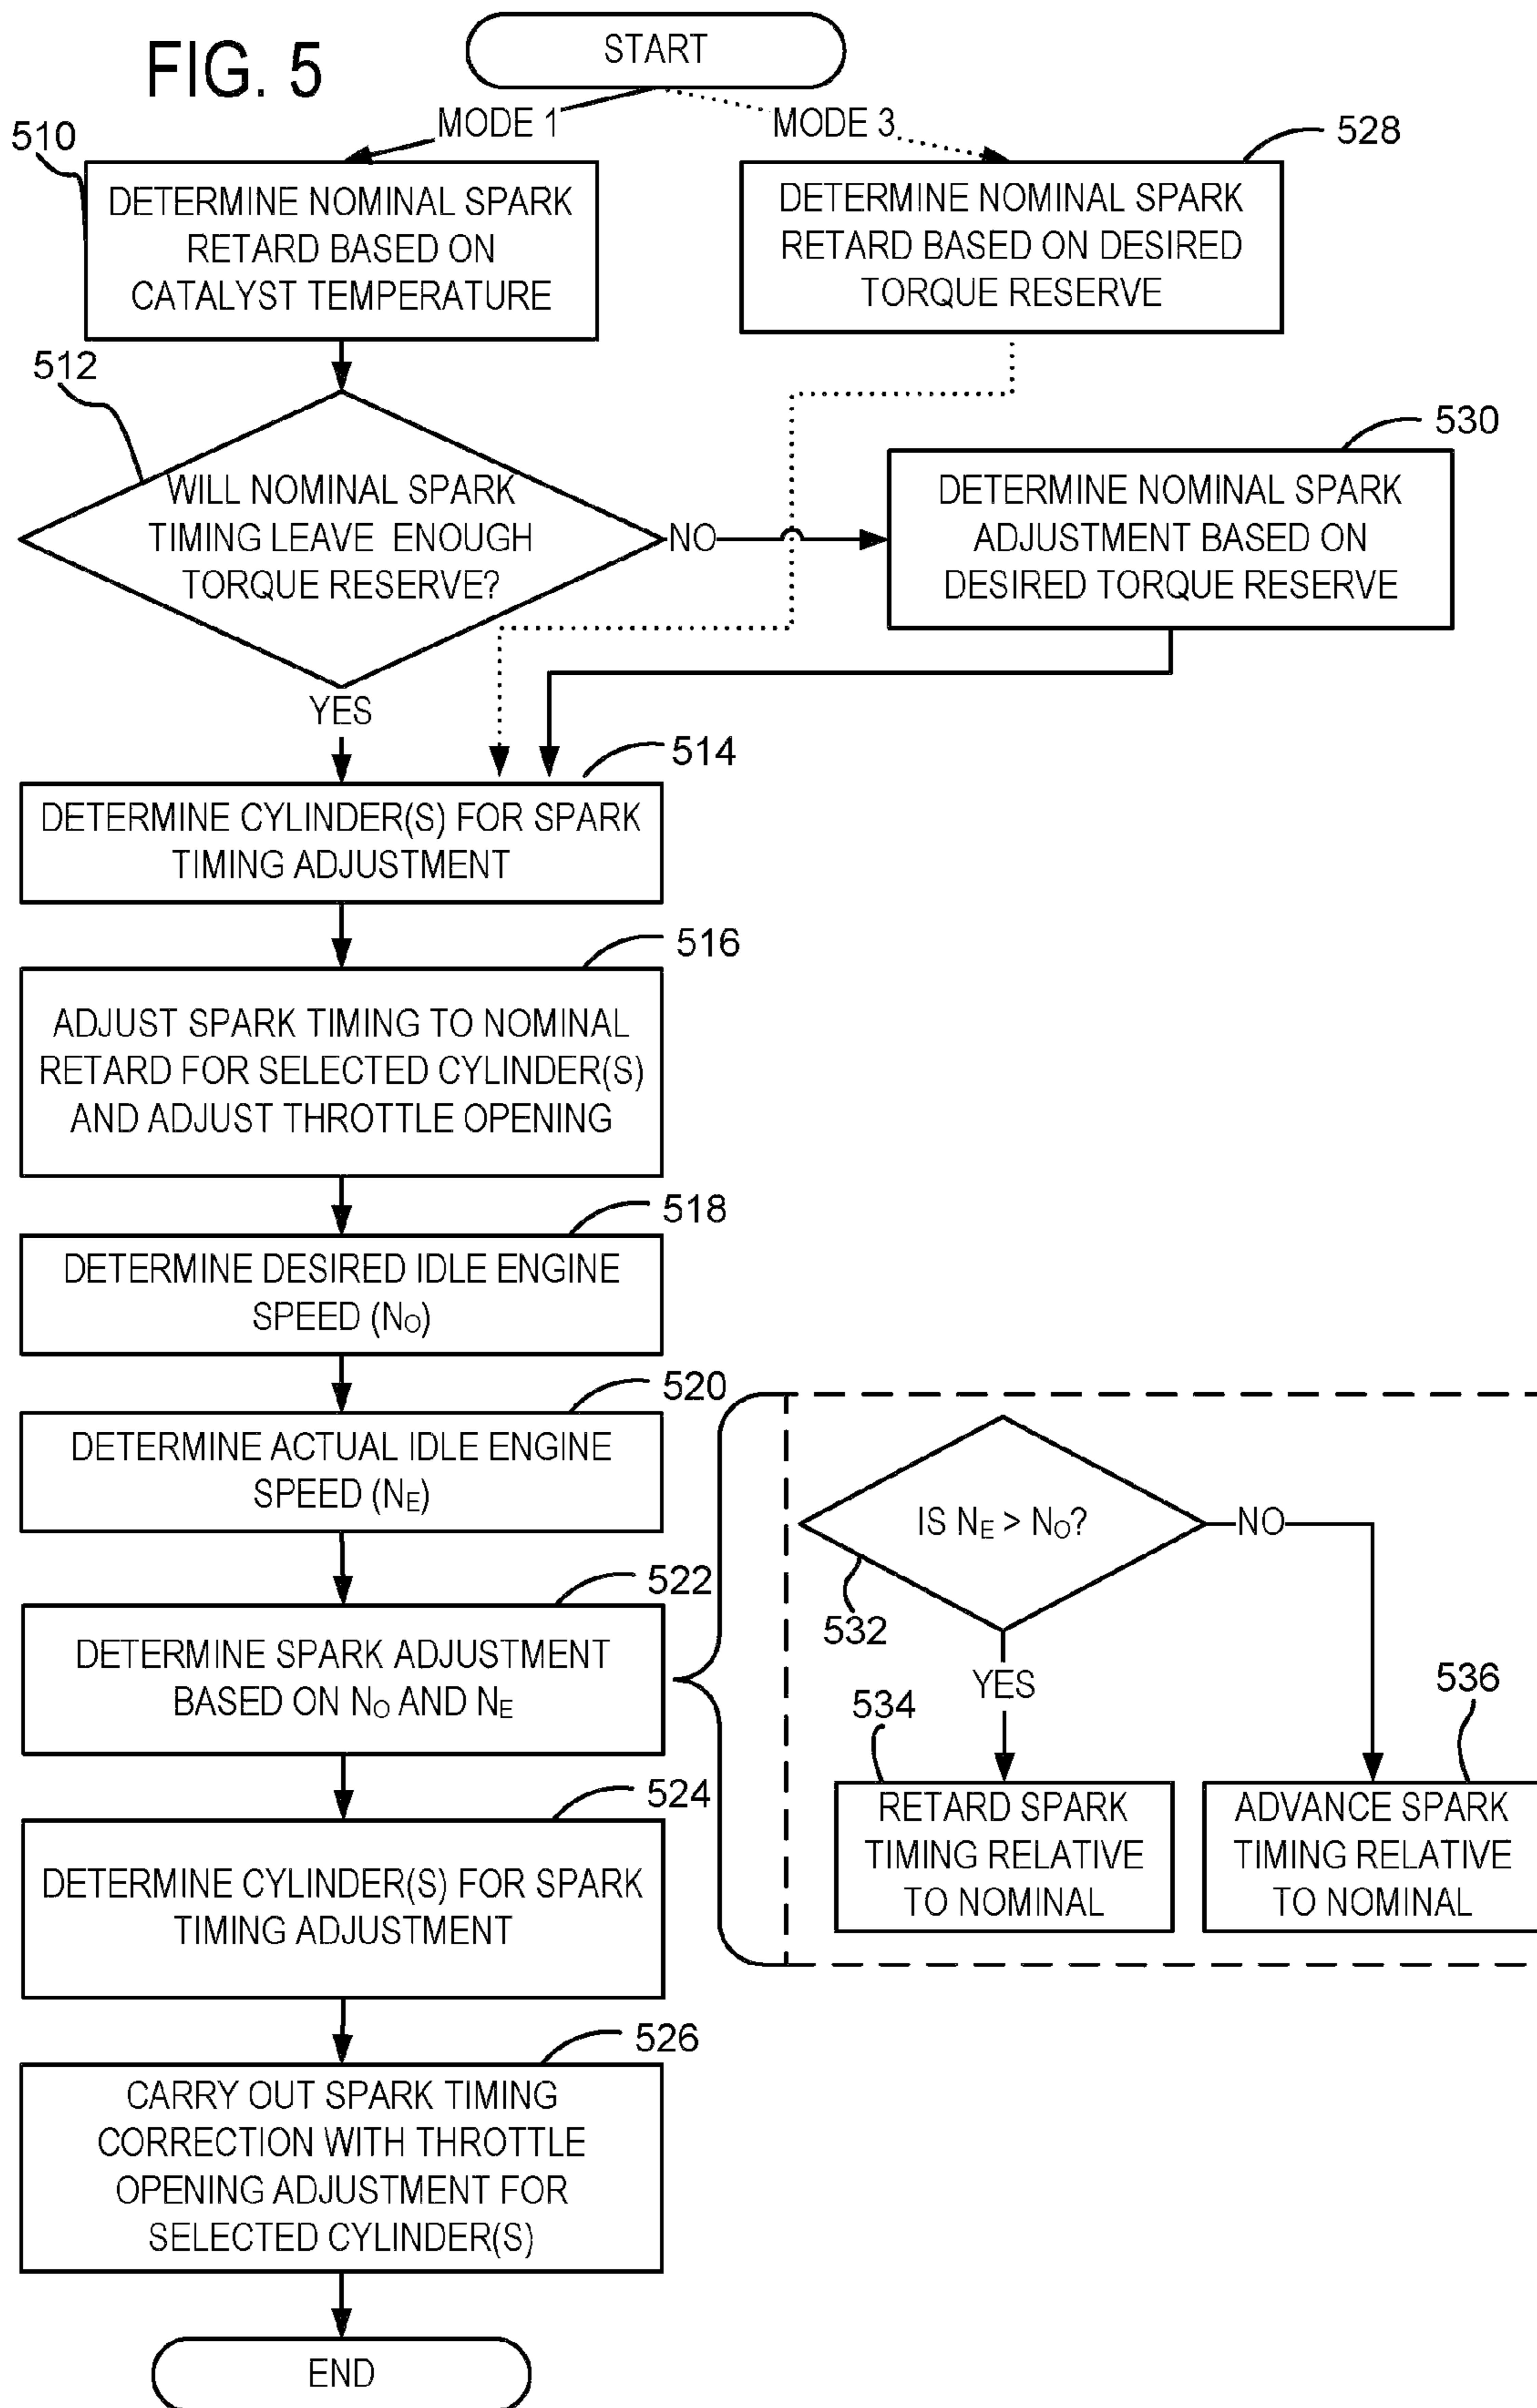 FIG. 5
START
MODE 1
MODE 3
510
DETERMINE NOMINAL SPARK
RETARD BASED ON
CATALYST TEMPERATURE
528
DETERMINE NOMINAL SPARK
RETARD BASED ON DESIRED
TORQUE RESERVE
512
WILL NOMINAL SPARK
TIMING LEAVE ENOUGH
TORQUE RESERVE?
NO
YES
530
DETERMINE NOMINAL SPARK
ADJUSTMENT BASED ON
DESIRED TORQUE RESERVE
514
DETERMINE CYLINDER(S) FOR SPARK
TIMING ADJUSTMENT
516
ADJUST SPARK TIMING TO NOMINAL
RETARD FOR SELECTED CYLINDER(S)
AND ADJUST THROTTLE OPENING
518
DETERMINE DESIRED IDLE ENGINE
SPEED (NO)
520
DETERMINE ACTUAL IDLE ENGINE
SPEED (NE)
522
DETERMINE SPARK ADJUSTMENT
BASED ON NO AND NE
IS NE > NO?
NO
532
YES
534
RETARD SPARK
TIMING RELATIVE
TO NOMINAL
536
ADVANCE SPARK
TIMING RELATIVE
TO NOMINAL
524
DETERMINE CYLINDER(S) FOR SPARK
TIMING ADJUSTMENT
526
CARRY OUT SPARK TIMING
CORRECTION WITH THROTTLE
OPENING ADJUSTMENT FOR
SELECTED CYLINDER(S)
END